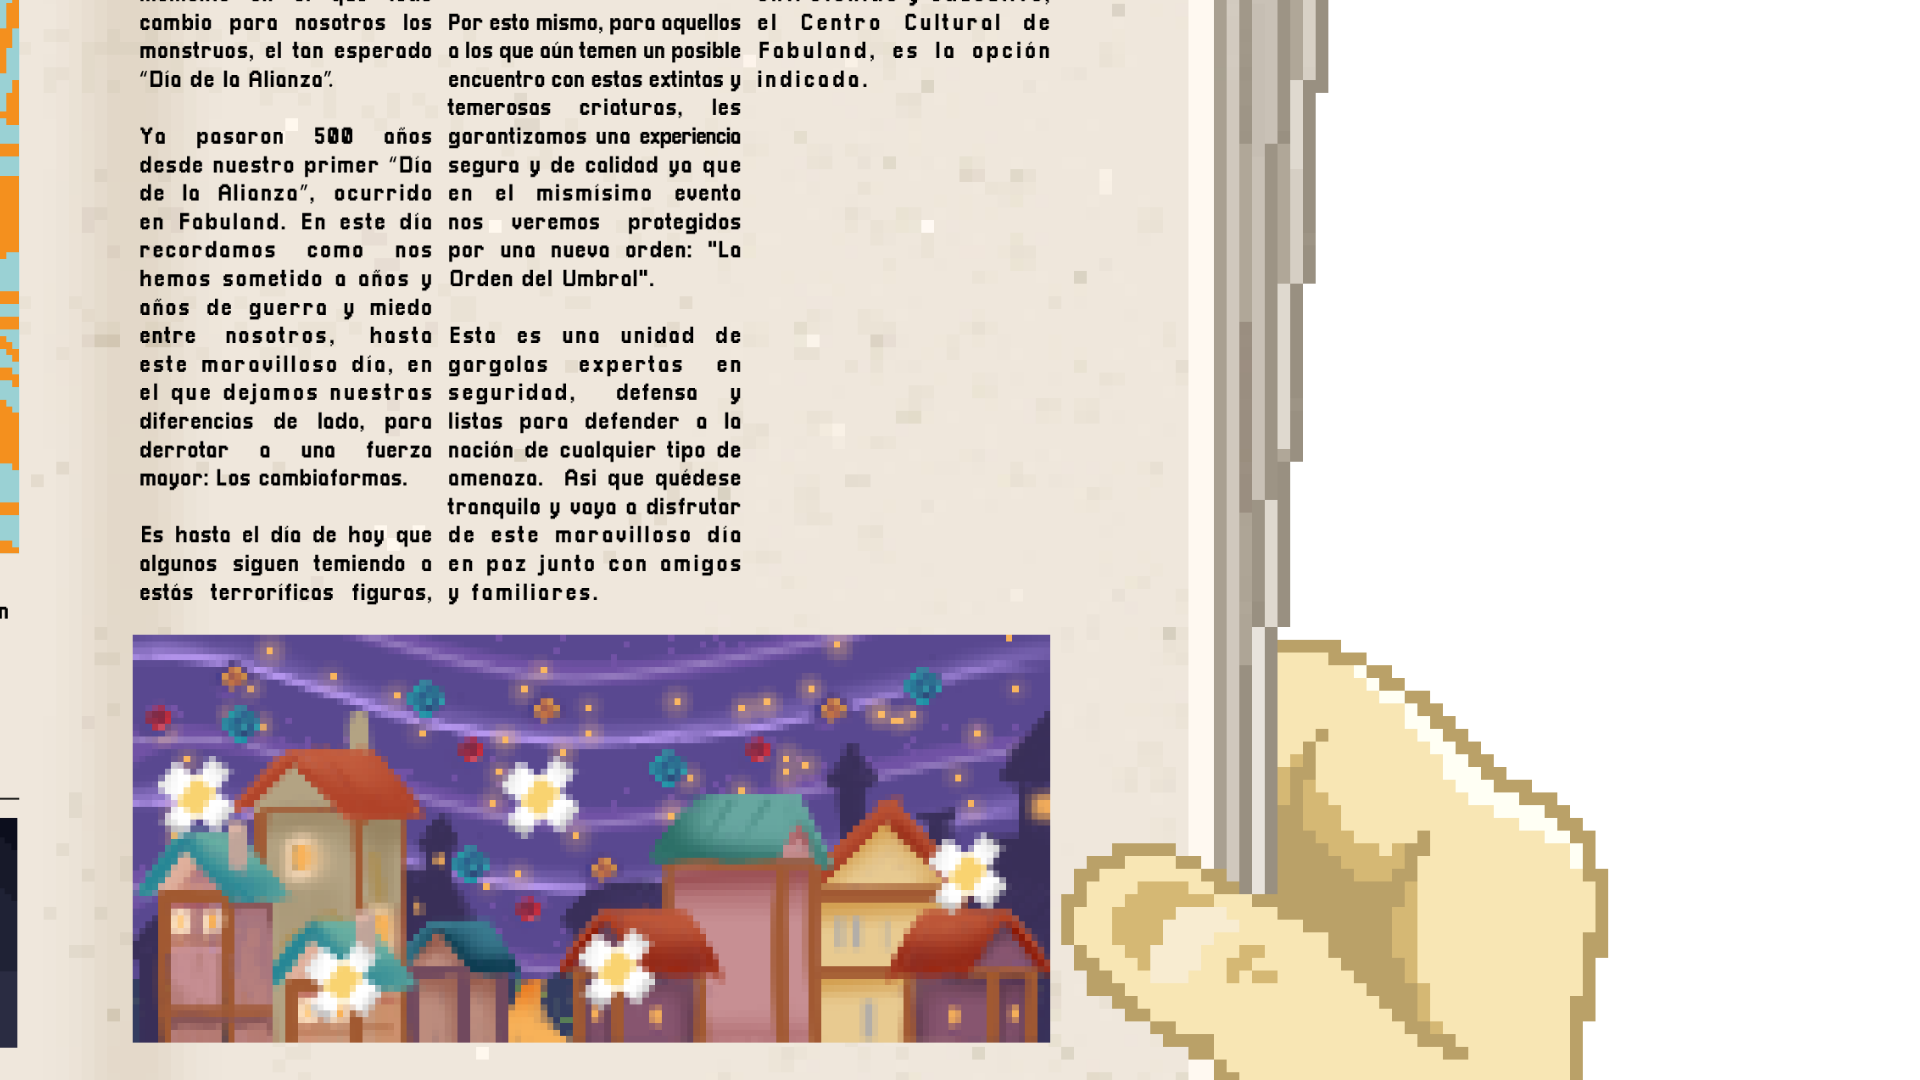 cambio para nosotros los
monstruos, el tan esperado
“Día de la Alianza”.
Ya pasaron 500 años
desde nuestro primer “Día
de la Alianza”, ocurrido
en Fabuland. En este día
recordamos como nos
hemos sometido a años y
años de guerra y miedo
entre nosotros, hasta
este maravilloso día, en
el que dejamos nuestras
diferencias de lado, para
derrotar a una fuerza
mayor: Los cambiaformas.
Es hasta el día de hoy que
algunos siguen temiendo a
estás terroríficas figuras,
Por esto mismo, para aquellos
a los que aún temen un posible
encuentro con estas extintas y
temerosas criaturas, les
garantizamos una experiencia
segura y de calidad ya que
en el mismísimo evento
nos veremos protegidos
por una nueva orden: "La
Orden del Umbral".
Esta es una unidad de
gargolas expertas en
seguridad, defensa y
listas para defender a la
nación de cualquier tipo de
amenaza. Asi que quédese
tranquilo y vaya a disfrutar
de este maravilloso día
en paz junto con amigos
y familiares.
el Centro Cultural de
Fabuland, es la opción
indicada.